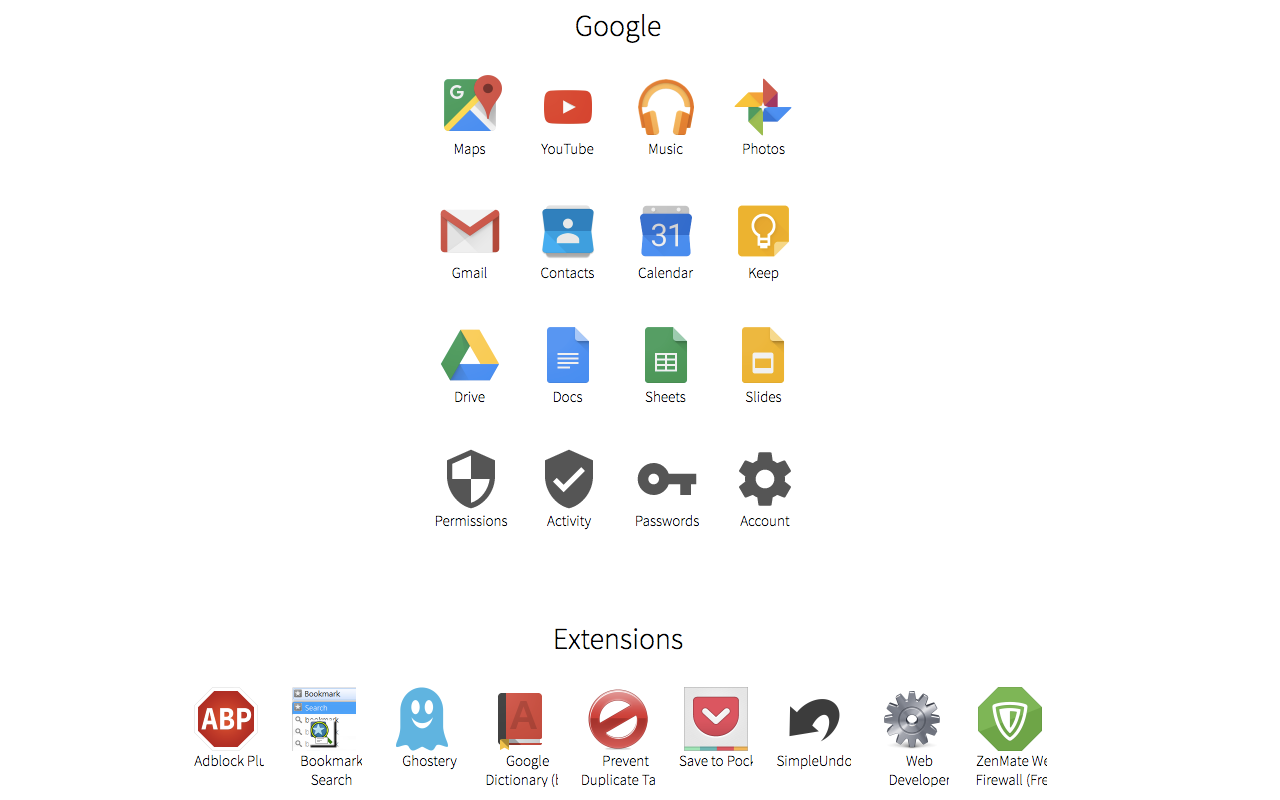 Google
G
Maps YouTube Music Photos
31
Gmail Contacts Calendar Keep
Drive Docs Sheets Slides
Permissions Activity Passwords Account
Extensions
Bookmark
Search
bookmark
ABP
A
Adblock Plu Bookmark Ghostery Google Prevent Save to Pock SimpleUndo Web ZenMate We
Search Dictionary (b Duplicate Ta Developer Firewall (Fre